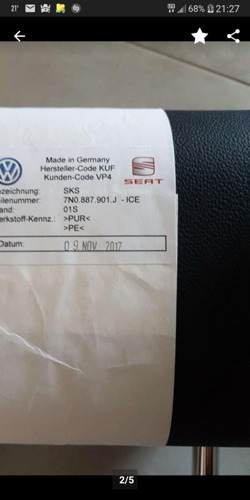 21°
68% 21:27
Made in Germany
Hersteller-Code KUF
Kunden-Code VP4
SEAT
zeichnung: SKS
ilenummer: 7N0.887.901.J - ICE
and: 01S
erkstoff-Kennz.: >PUR<
>PE<
Datum: 09. NOV. 2017
2/5